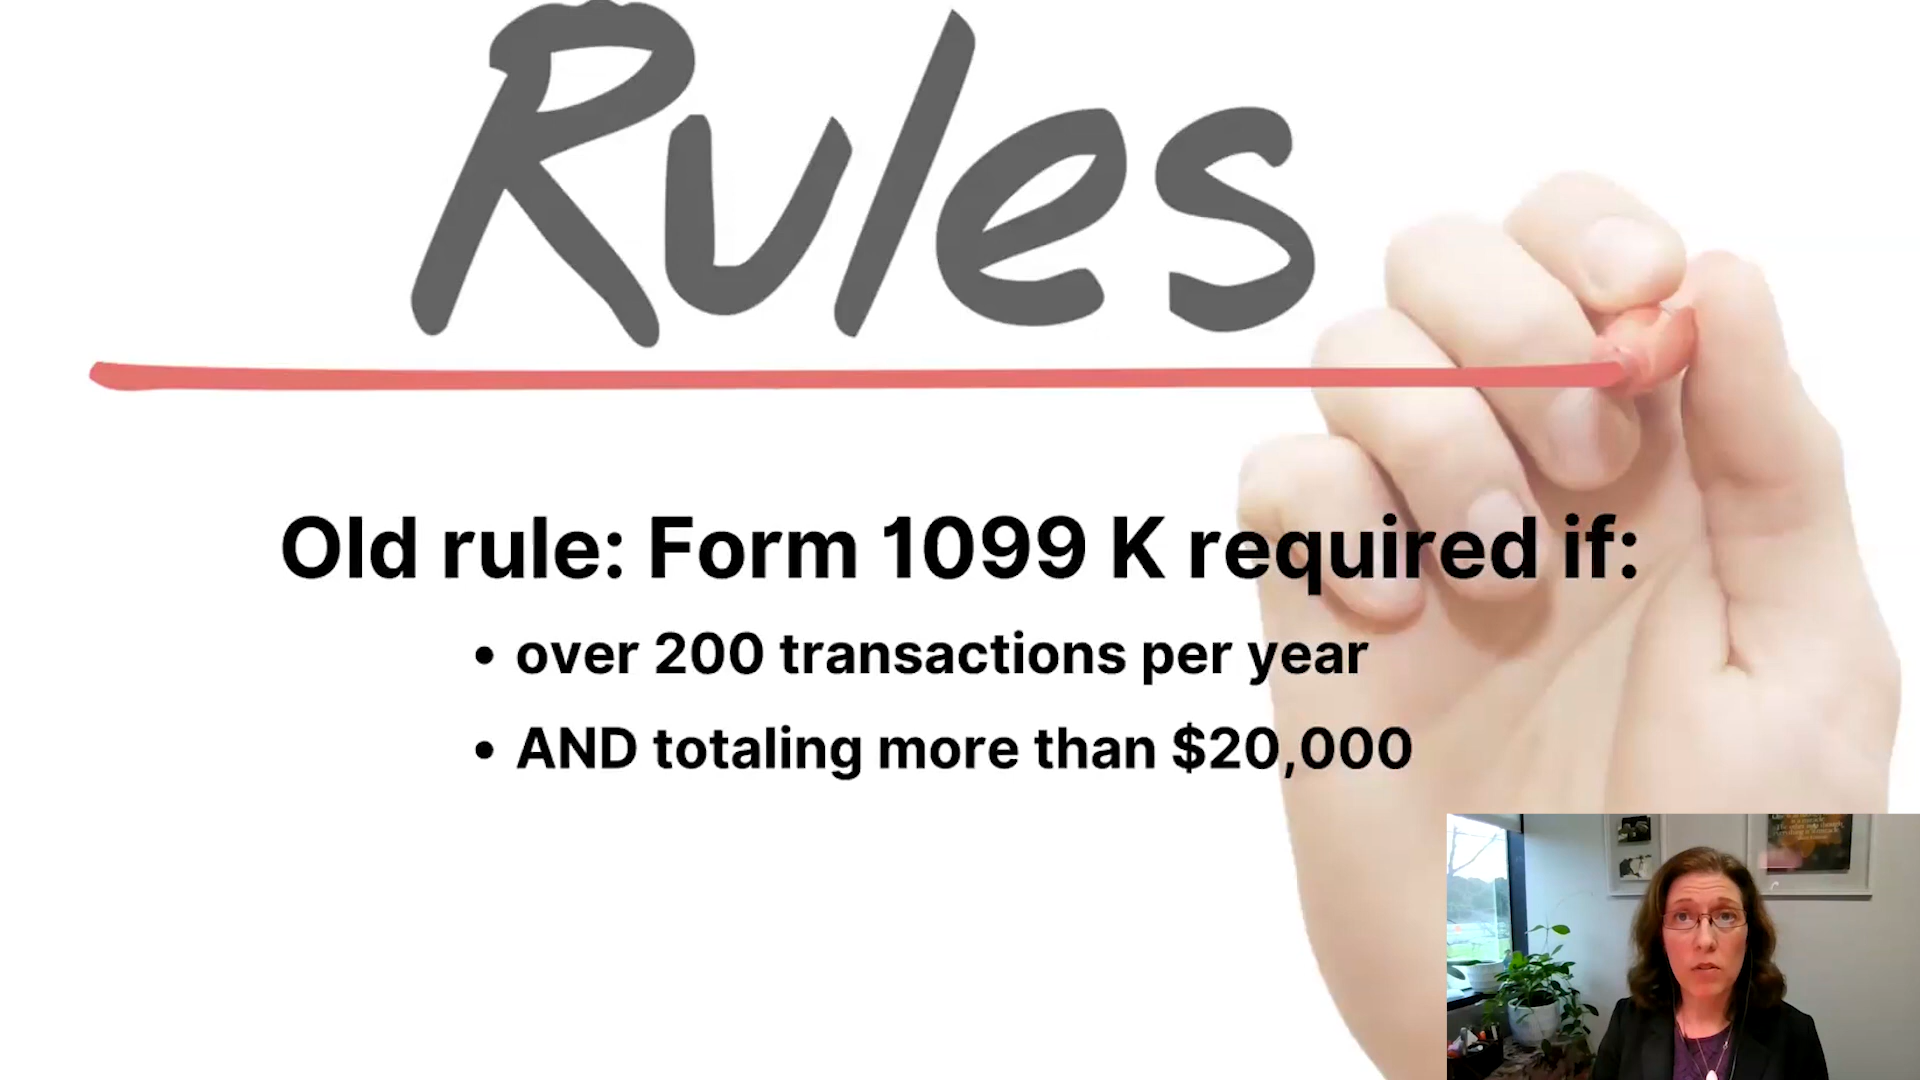 Rules
Old rule: Form 1099 K required if:
• over 200 transactions per year
• AND totaling more than $20,000